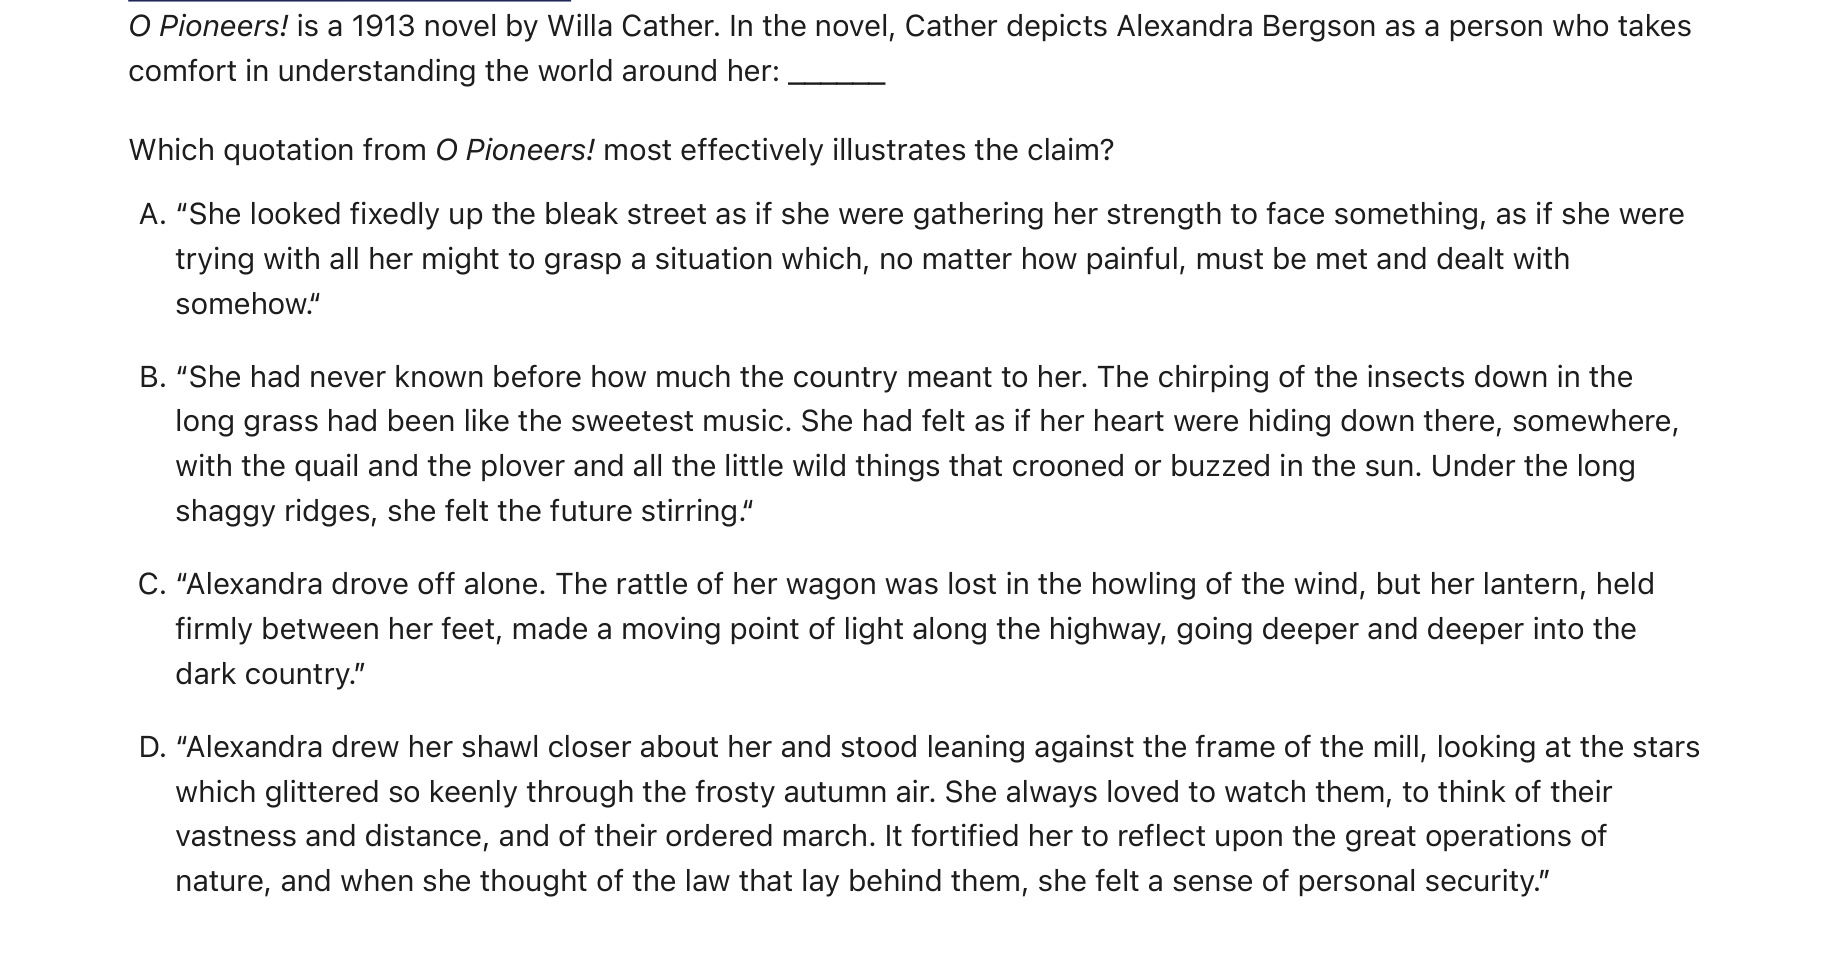 O Pioneers! is a 1913 novel by Willa Cather. In the novel, Cather depicts Alexandra Bergson as a person who takes
comfort in understanding the world around her: ______
Which quotation from O Pioneers! most effectively illustrates the claim?
A. “She looked fixedly up the bleak street as if she were gathering her strength to face something, as if she were
trying with all her might to grasp a situation which, no matter how painful, must be met and dealt with
somehow.“
B. “She had never known before how much the country meant to her. The chirping of the insects down in the
long grass had been like the sweetest music. She had felt as if her heart were hiding down there, somewhere,
with the quail and the plover and all the little wild things that crooned or buzzed in the sun. Under the long
shaggy ridges, she felt the future stirring.“
C. “Alexandra drove off alone. The rattle of her wagon was lost in the howling of the wind, but her lantern, held
firmly between her feet, made a moving point of light along the highway, going deeper and deeper into the
dark country.”
D. “Alexandra drew her shawl closer about her and stood leaning against the frame of the mill, looking at the stars
which glittered so keenly through the frosty autumn air. She always loved to watch them, to think of their
vastness and distance, and of their ordered march. It fortified her to reflect upon the great operations of
nature, and when she thought of the law that lay behind them, she felt a sense of personal security.”